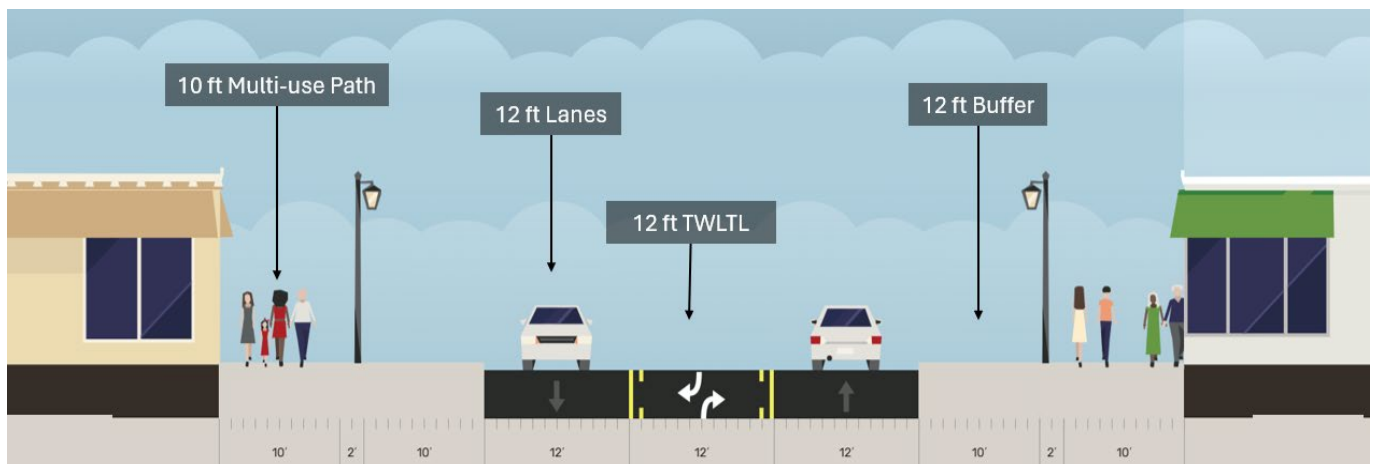 10 ft Multi-use Path
12 ft Lanes
12 ft Buffer
12 ft TWLTL
10' 2' 10' 12' 12' 12' 10' 2' 10'